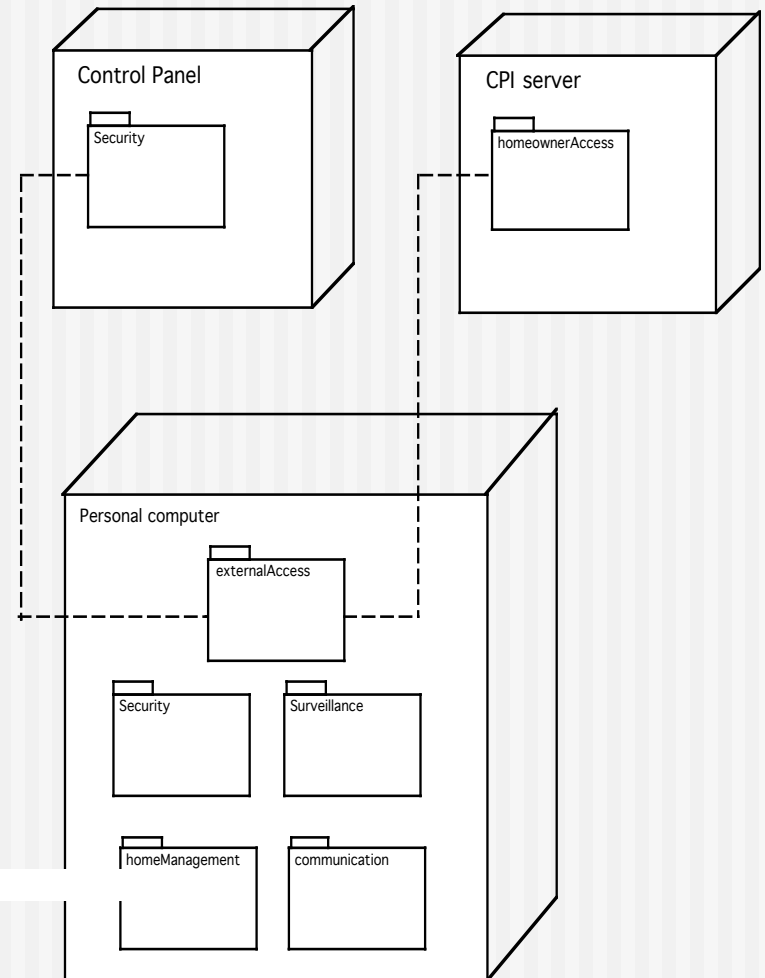 Control Panel
Security
CPI server
homeownerAccess
Personal computer
externalAccess
Security
Surveillance
homeManagement
communication